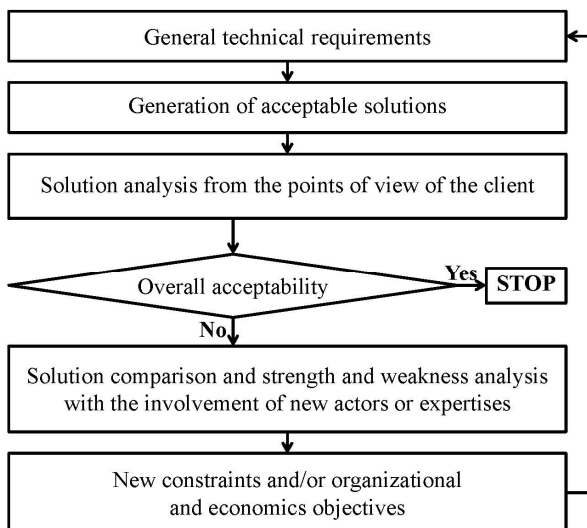 General technical requirements
Generation of acceptable solutions
Solution analysis from the points of view of the client
Overall acceptability
Yes
STOP
No
Solution comparison and strength and weakness analysis
with the involvement of new actors or expertises
New constraints and/or organizational
and economics objectives